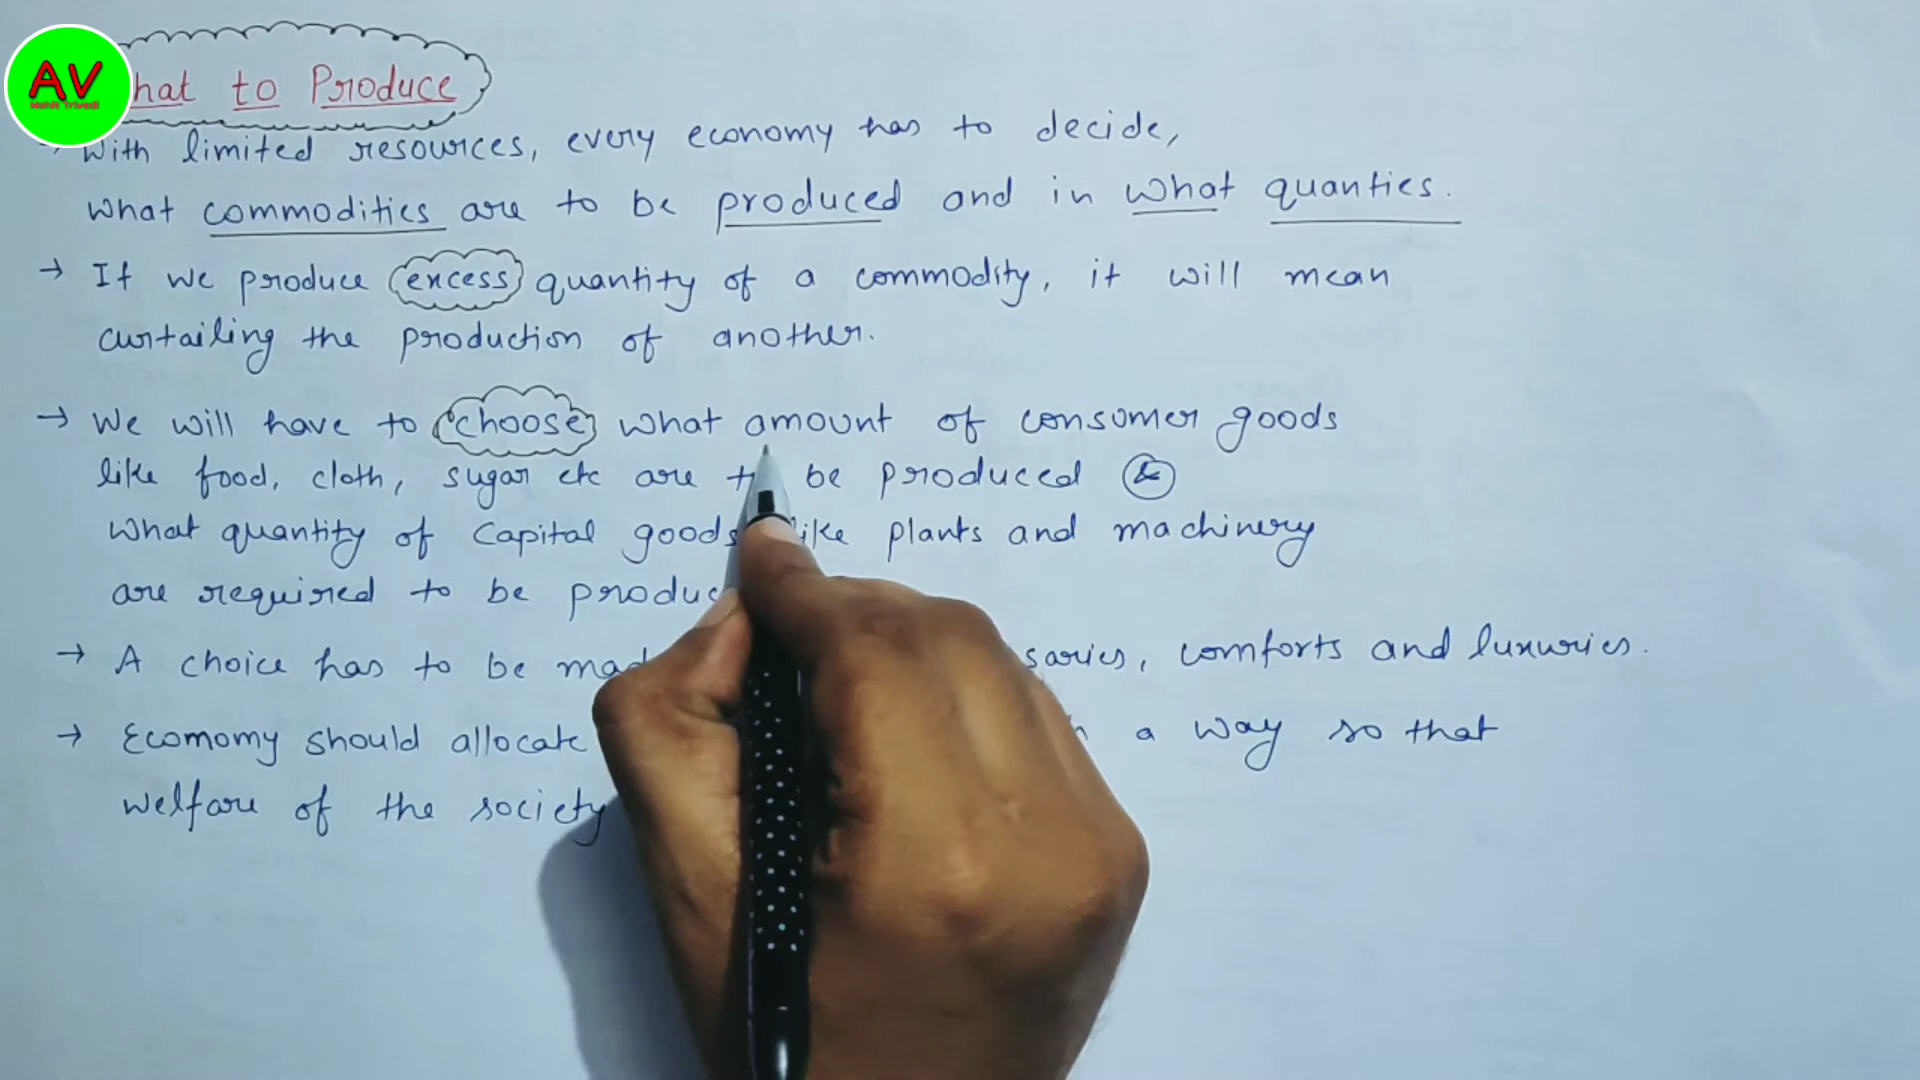 AV
hat to Produce
With limited resources, every economy has to decide,
what commodities are to be produced and in what quanties.
→ If we produce excess quantity of a commodity, it will mean
curtailing the production of another.
→ We will have to choose what amount of consumer goods
like food, cloth, sugar etc are be produced &
what quantity of capital goods like plants and machinery
are required to be produc
→ A choice has to be mad saries, comforts and luxuries.
→ Ecomomy should allocate a way so that
welfare of the society